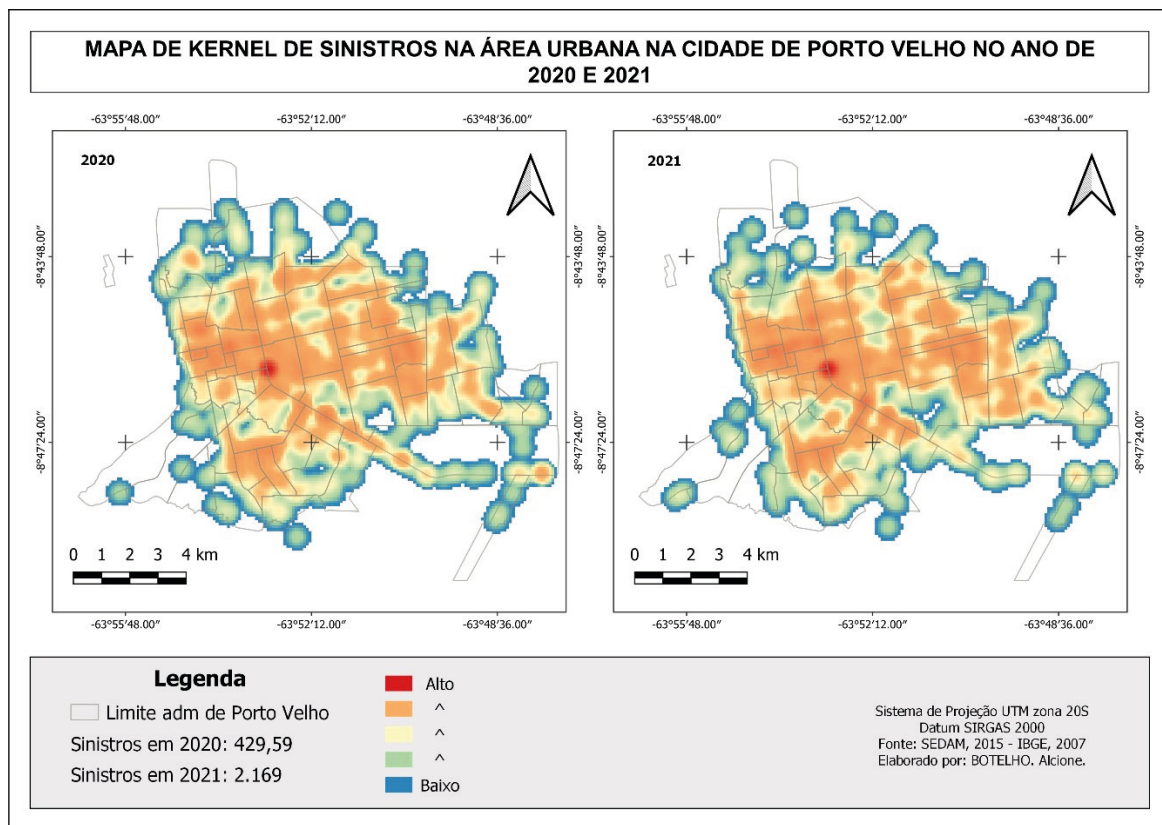 MAPA DE KERNEL DE SINISTROS NA ÁREA URBANA NA CIDADE DE PORTO VELHO NO ANO DE
2020 E 2021
-63°55'48.00" -63°52'12.00" -63°48'36.00"
-63°55'48.00" -63°52'12.00" -63°48'36.00"
2020
2021
-8°43'48.00"
-8°43'48.00"
-8°47'24.00"
-8°47'24.00"
0 1 2 3 4 km
0 1 2 3 4 km
-63°55'48.00" -63°52'12.00" -63°48'36.00"
-63°55'48.00" -63°52'12.00" -63°48'36.00"
Legenda
Limite adm de Porto Velho
Sinistros em 2020: 429,59
Sinistros em 2021: 2.169
Alto
^
^
^
Baixo
Sistema de Projeção UTM zona 20S
Datum SIRGAS 2000
Fonte: SEDAM, 2015 - IBGE, 2007
Elaborado por: BOTELHO. Alcione.